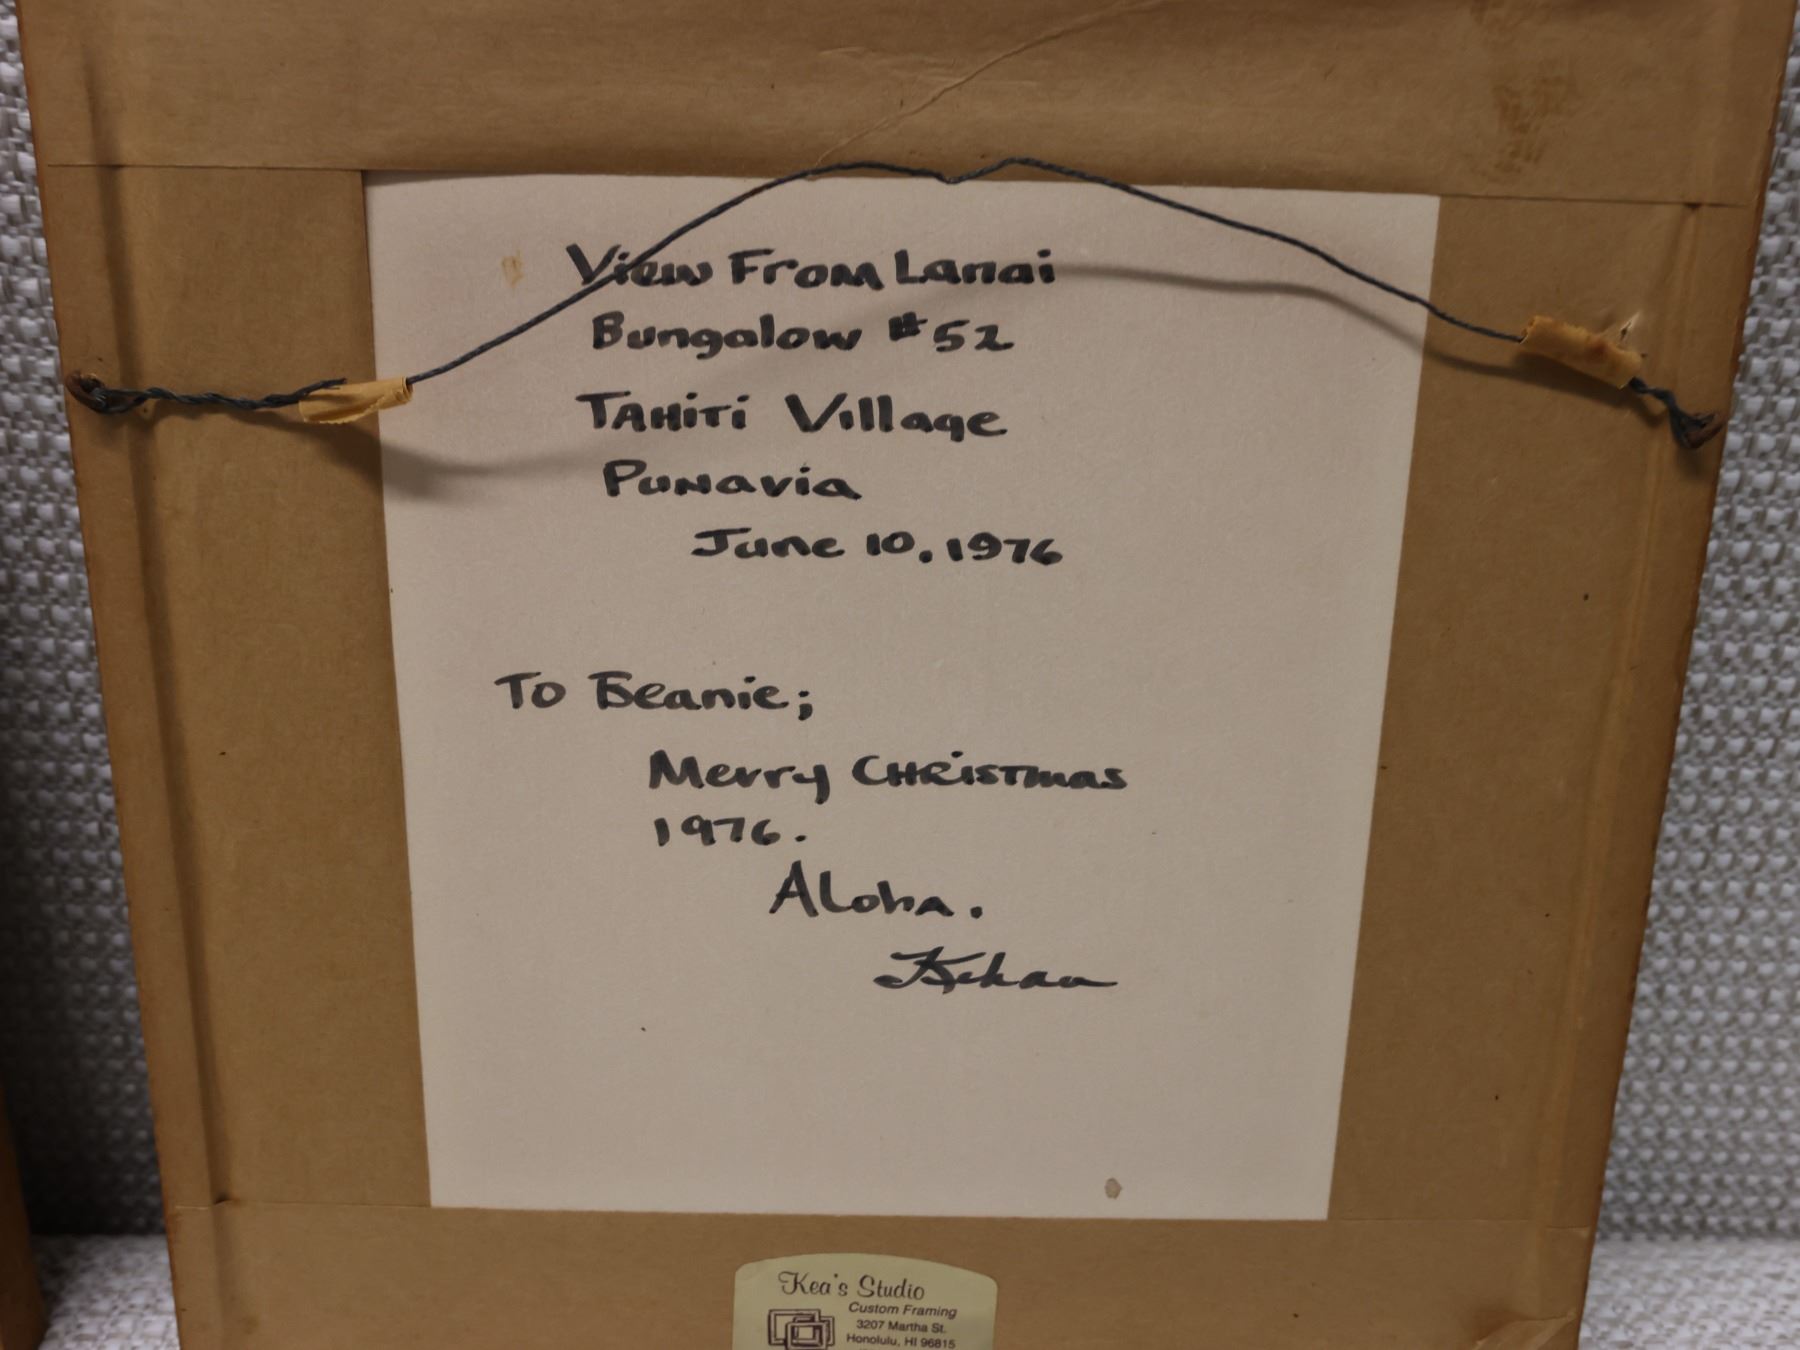 View From Lanai
Bungalow #52
TAHiTi Village
Punavia
June 10, 1976
To Beanie;
Merry CHRiSTmas
1976.
Aloha.
Kea's Studio
Custom Framing
3207 Martha St.
Honolulu, HI 96815